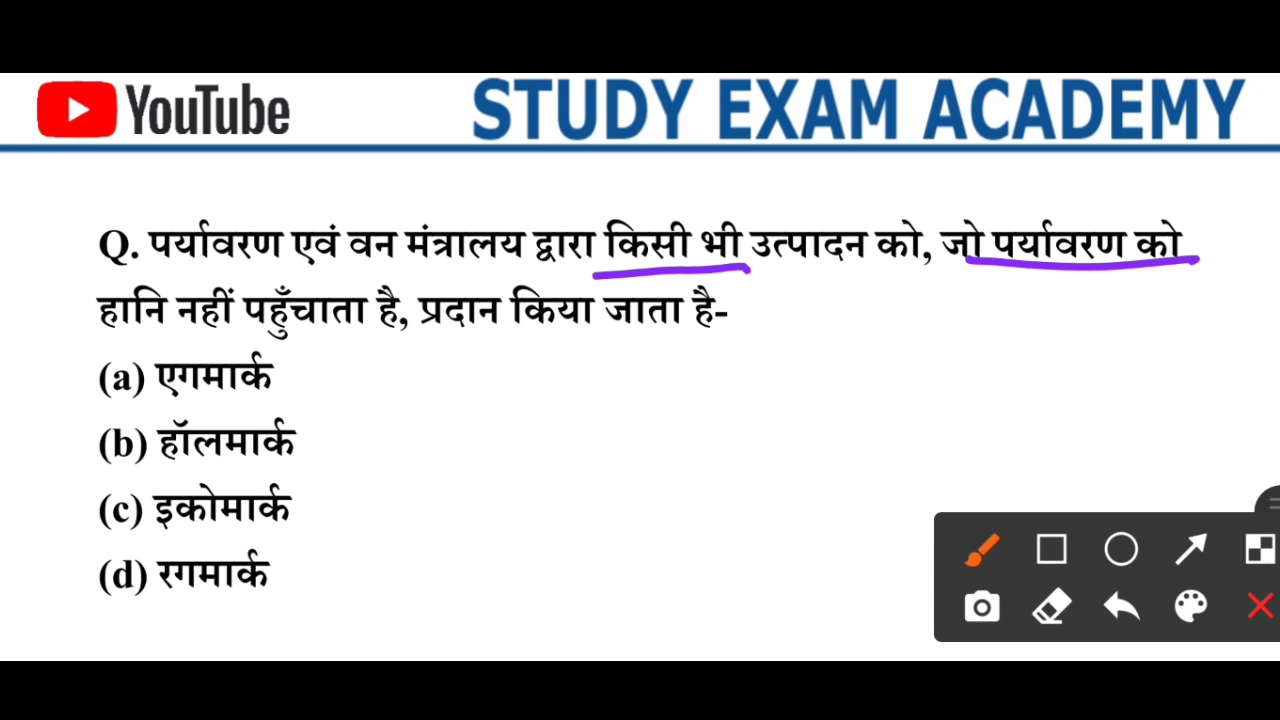 YouTube STUDY EXAM ACADEMY
Q. पर्यावरण एवं वन मंत्रालय द्वारा किसी भी उत्पादन को, जो पर्यावरण को
हानि नहीं पहुँचाता है, प्रदान किया जाता है-
(a) एगमार्क
(b) हॉलमार्क
(c) इकोमार्क
(d) रगमार्क